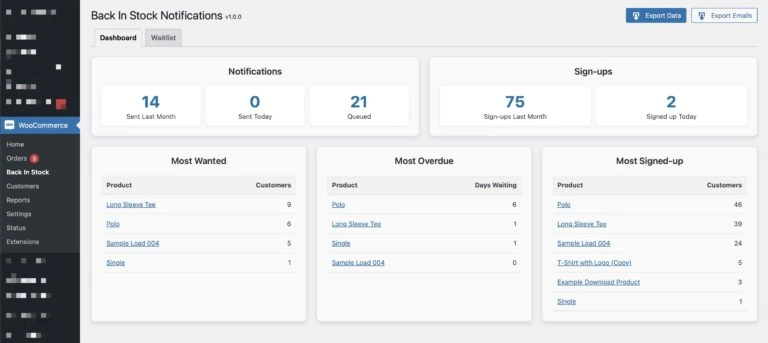 Back In Stock Notifications v1.0.0
Export Data
Export Emails
Dashboard
Waitlist
WooCommerce
Home
Orders 3
Back In Stock
Customers
Reports
Settings
Status
Extensions
Notifications
14
Sent Last Month
0
Sent Today
21
Queued
Sign-ups
75
Sign-ups Last Month
2
Signed up Today
Most Wanted
Product Customers
Long Sleeve Tee 9
Polo 6
Sample Load 004 5
Single 1
Most Overdue
Product Days Waiting
Polo 6
Long Sleeve Tee 1
Single 1
Sample Load 004 0
Most Signed-up
Product Customers
Polo 46
Long Sleeve Tee 39
Sample Load 004 24
T-Shirt with Logo (Copy) 5
Example Download Product 3
Single 1